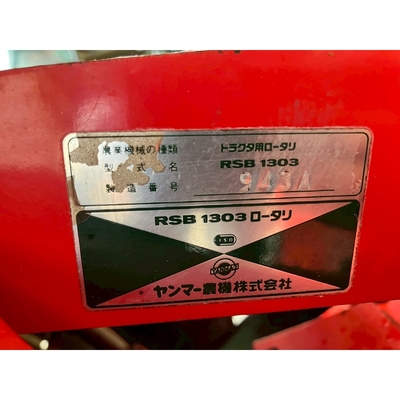 農業機械の種類 トラクタ用ロータリ
型式名 RSB 1303
製造番号 943A
RSB 1303 ロータリ
ISO
YANMAR
ヤンマー農機株式会社